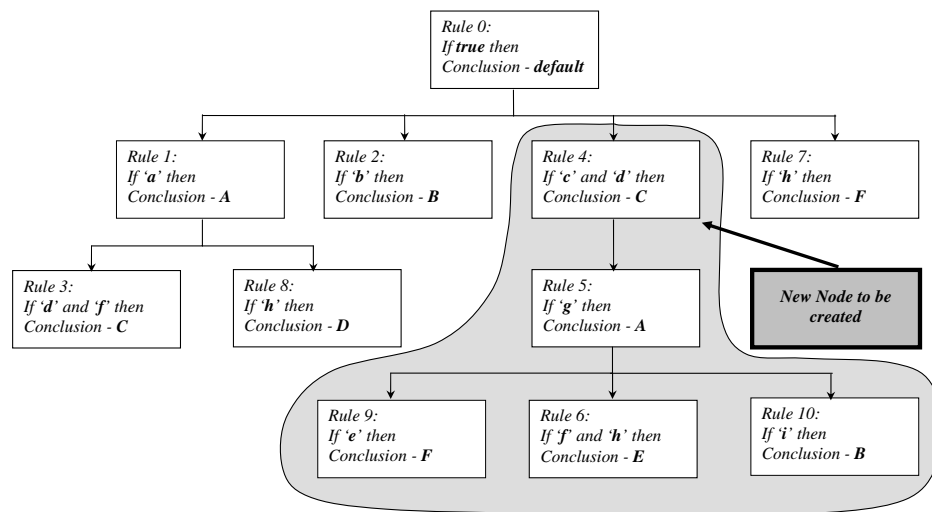 Rule 0:
If true then
Conclusion - default
Rule 1:
If ‘a’ then
Conclusion - A
Rule 2:
If ‘b’ then
Conclusion - B
Rule 4:
If ‘c’ and ‘d’ then
Conclusion - C
Rule 7:
If ‘h’ then
Conclusion - F
Rule 3:
If ‘d’ and ‘f’ then
Conclusion - C
Rule 8:
If ‘h’ then
Conclusion - D
Rule 5:
If ‘g’ then
Conclusion - A
New Node to be
created
Rule 9:
If ‘e’ then
Conclusion - F
Rule 6:
If ‘f’ and ‘h’ then
Conclusion - E
Rule 10:
If ‘i’ then
Conclusion - B